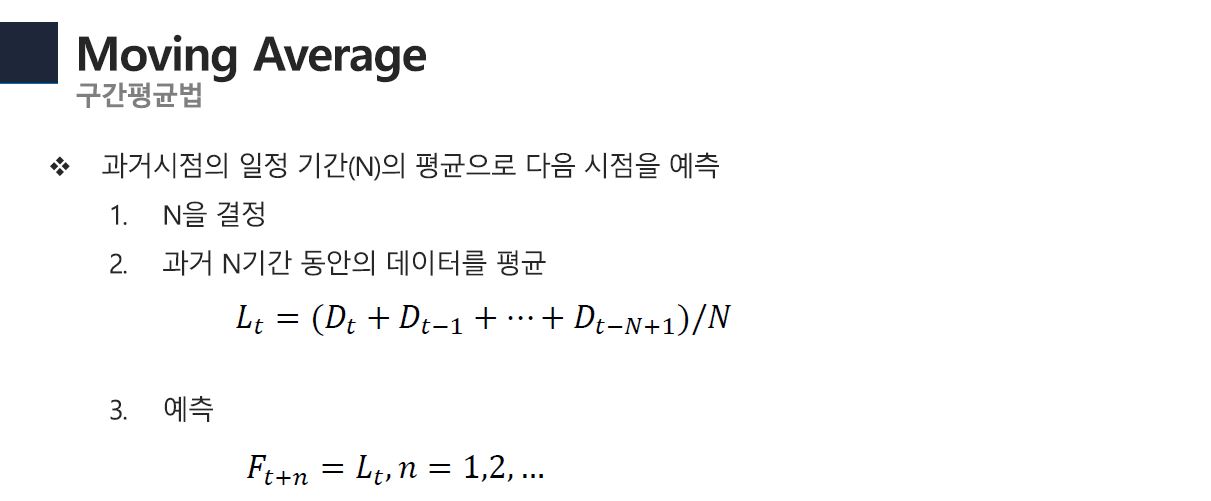 Moving Average
구간평균법
❖ 과거시점의 일정 기간(N)의 평균으로 다음 시점을 예측
1. N을 결정
2. 과거 N기간 동안의 데이터를 평균
L_t = (D_t + D_{t−1} + ⋯ + D_{t−N+1})/N
3. 예측
F_{t+n} = L_t, n = 1,2, …